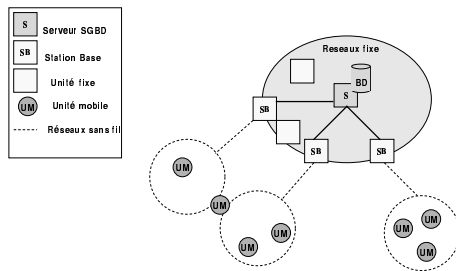 S Serveur SGBD
SB Station Base
Unité fixe
UM Unité mobile
Réseaux sans fil
Reseaux fixe
BD
S
SB
SB
SB
UM
UM
UM
UM
UM
UM
UM